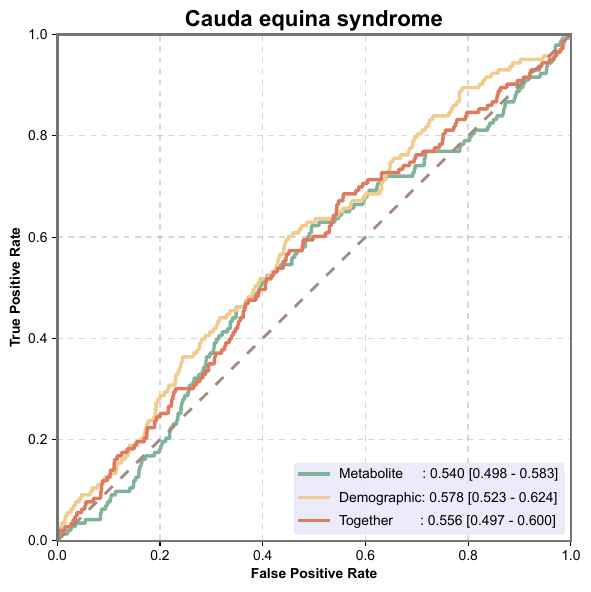 Cauda equina syndrome
1.0
0.8
0.6
0.4
0.2
0.0
True Positive Rate
Metabolite : 0.540 [0.498 - 0.583]
Demographic: 0.578 [0.523 - 0.624]
Together : 0.556 [0.497 - 0.600]
0.0 0.2 0.4 0.6 0.8 1.0
False Positive Rate